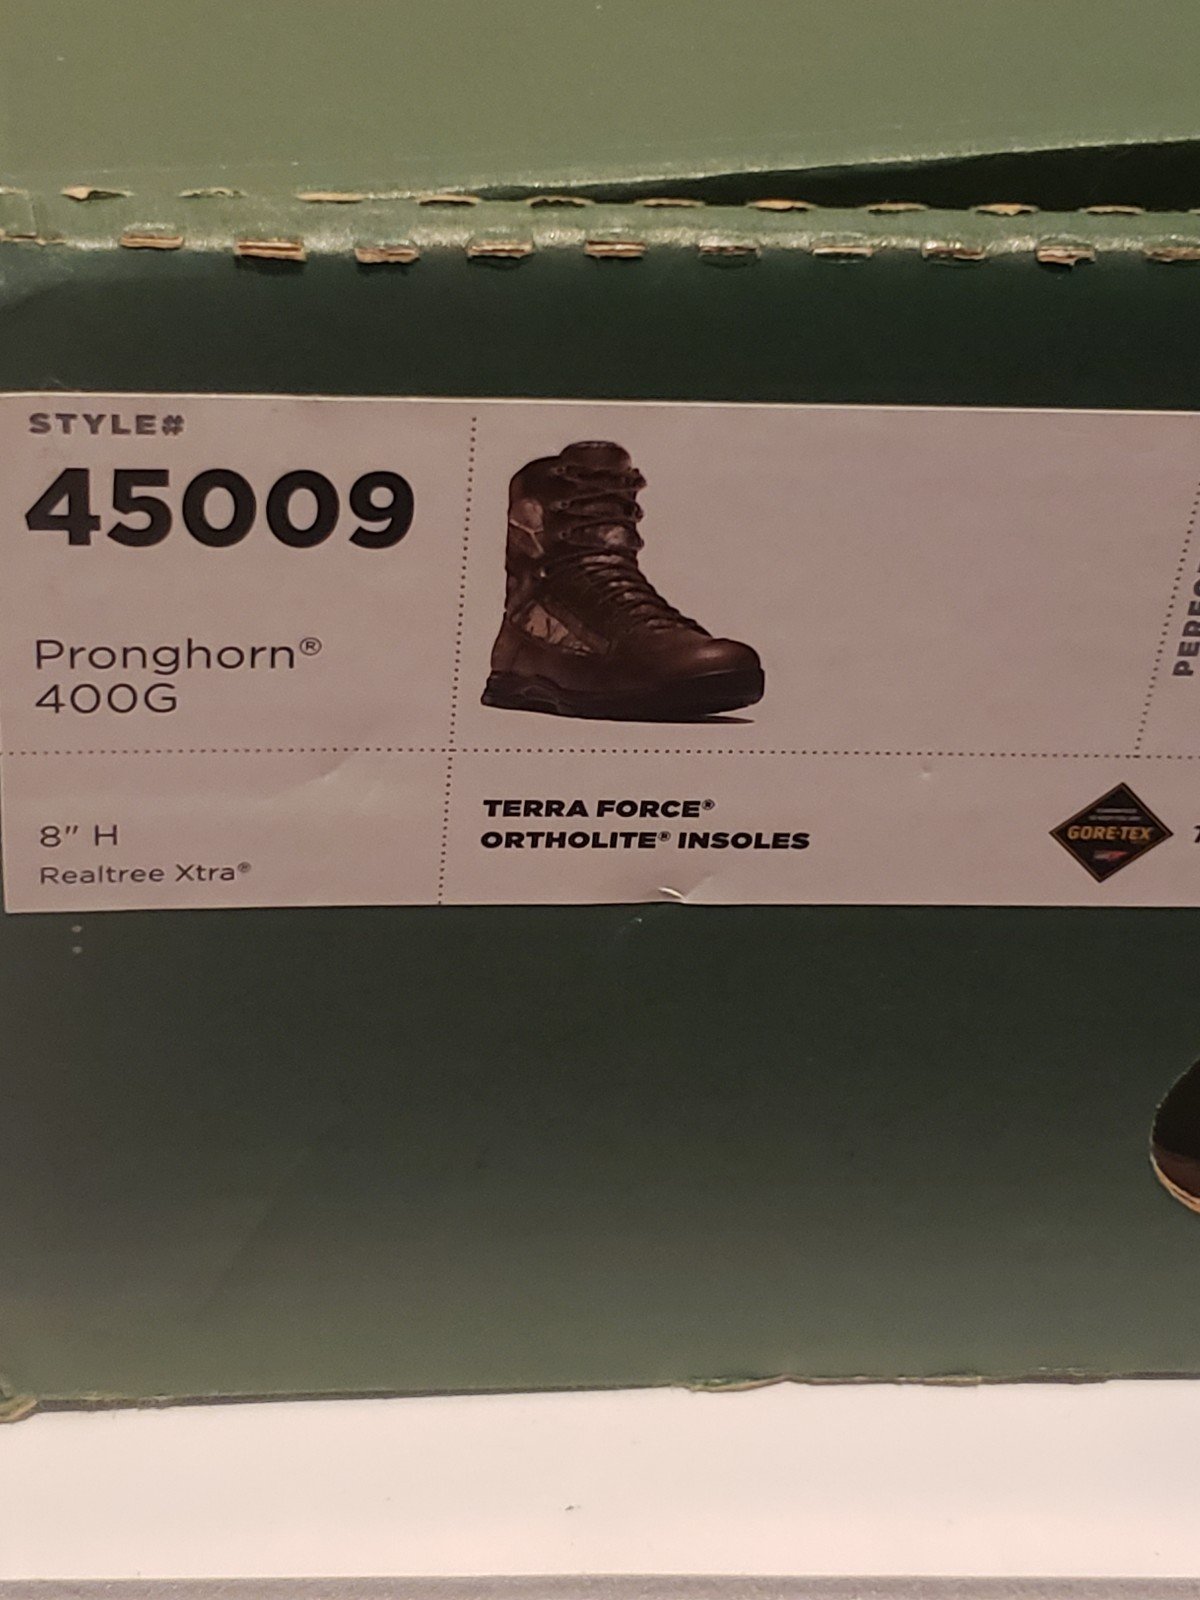 STYLE#
45009
Pronghorn®
400G
8" H
Realtree Xtra®
TERRA FORCE®
ORTHOLITE® INSOLES
GORE-TEX